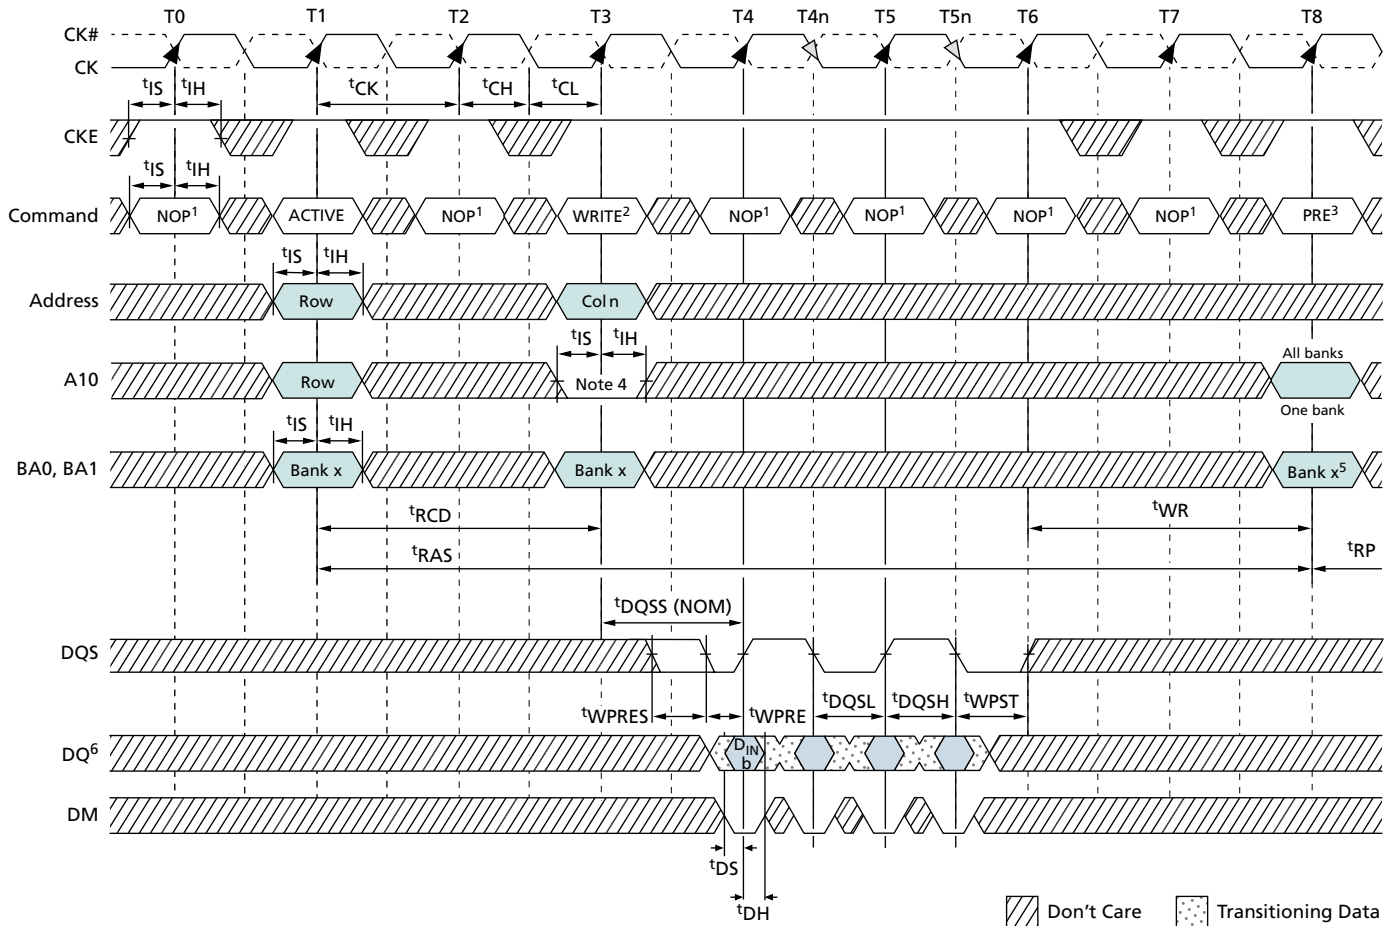 T0 T1 T2 T3 T4 T4n T5 T5n T6 T7 T8
CK#
CK
tIS tIH tCK tCH tCL
CKE
tIS tIH
Command NOP1 ACTIVE NOP1 WRITE2 NOP1 NOP1 NOP1 NOP1 PRE3
tIS tIH
Address Row Col n
tIS tIH
All banks
A10 Row Note 4
One bank
tIS tIH
BA0, BA1 Bank x Bank x Bank x5
tRCD tWR
tRAS tRP
tDQSS (NOM)
DQS
tWPRES tWPRE tDQSL tDQSH tWPST
DQ6 DIN
b
DM
tDS
tDH
Don't Care Transitioning Data